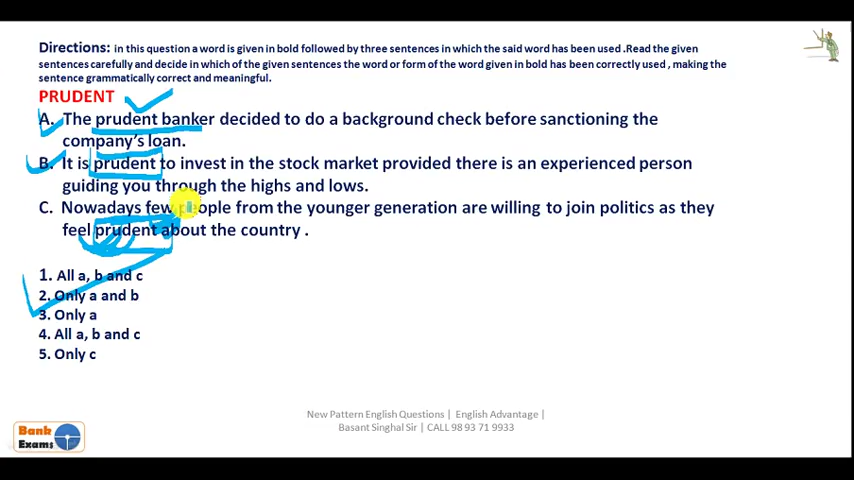 Directions: in this question a word is given in bold followed by three sentences in which the said word has been used .Read the given
sentences carefully and decide in which of the given sentences the word or form of the word given in bold has been correctly used , making the
sentence grammatically correct and meaningful.
PRUDENT
A. The prudent banker decided to do a background check before sanctioning the
company's loan.
B. It is prudent to invest in the stock market provided there is an experienced person
guiding you through the highs and lows.
C. Nowadays few people from the younger generation are willing to join politics as they
feel prudent about the country .
1. All a, b and c
2. Only a and b
3. Only a
4. All a, b and c
5. Only c
New Pattern English Questions | English Advantage |
Basant Singhal Sir | CALL 98 93 71 9933
Bank
Exams